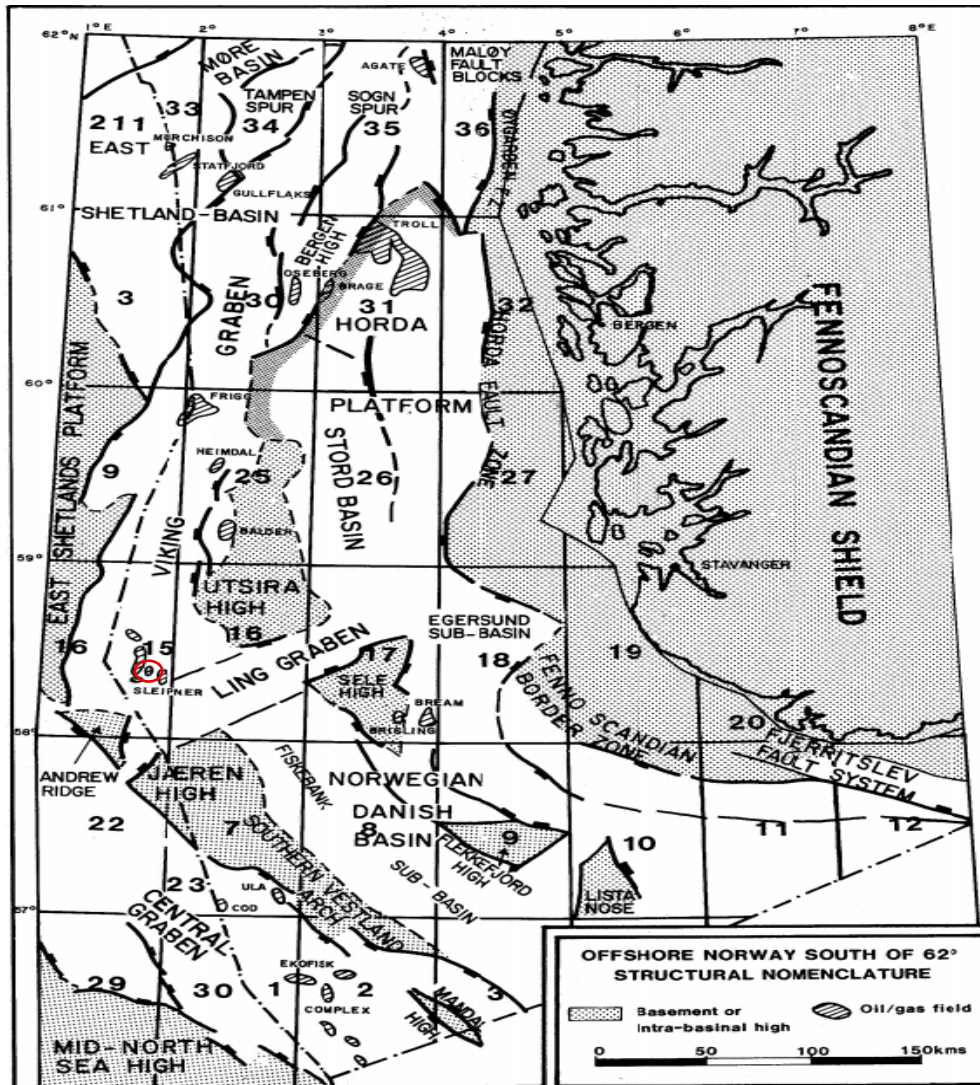 1° E 2° 3° 4° 5° 6° 7° 8° E
62° N
MØRE
BASIN
AGATE
MALØY
FAULT
BLOCKS
33
TAMPEN
SPUR
34
SOGN
SPUR
35
36
211
EAST
MURCHISON
STATFJORD
GULLFLAKS
ØYGARDEN F.Z.
61°
SHETLAND-BASIN
BERGEN
HIGH
TROLL
OSEBERG
BRAGE
3
30
31
32
GRABEN
HORDA
BERGEN
FENNOSCANDIAN SHIELD
60°
EAST SHETLANDS PLATFORM
FRIGG
PLATFORM
HORDA FAULT ZONE
HEIMDAL
9
25
STORD BASIN
26
27
BALDER
VIKING
59°
STAVANGER
UTSIRA
HIGH
16
EGERSUND
SUB-BASIN
16
15
9
SLEIPNER
LING GRABEN
17
SELE
HIGH
18
19
BREAM
BRISLING
FENNO SCANDIAN
BORDER ZONE
20
FJERRITSLEV
FAULT SYSTEM
58°
ANDREW
RIDGE
JÆREN
HIGH
FISKEBANK
SUB-BASIN
NORWEGIAN
DANISH
BASIN
22
7
8
9
10
11
12
FLEKKEFJORD
HIGH
SOUTHERN VESTLAND
ARCH
LISTA
NOSE
23
ULA
COD
57°
CENTRAL
GRABEN
EKOFISK
COMPLEX
29
30
1
2
MANDAL
HIGH
MID-NORTH
SEA HIGH
OFFSHORE NORWAY SOUTH OF 62°
STRUCTURAL NOMENCLATURE
Basement or
Intra-basinal high
Oil/gas field
0 50 100 150kms